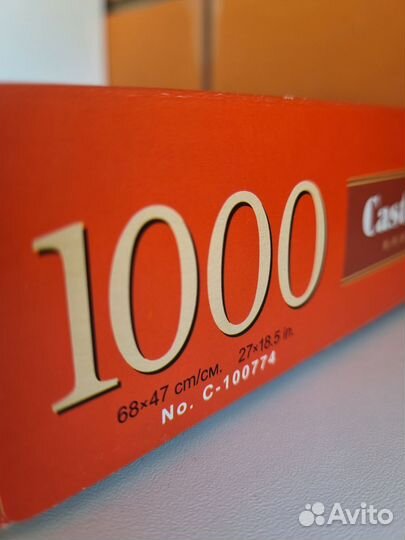 1000
Cast
68×47 cm/см. 27×18.5 in.
No. C-100774
Avito